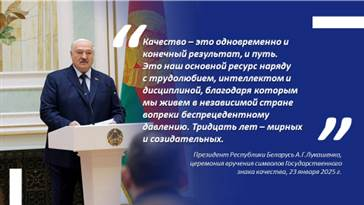 Качество – это одновременно и
конечный результат, и путь.
Это наш основной ресурс наряду
с трудолюбием, интеллектом и
дисциплиной, благодаря которым
мы живем в независимой стране
вопреки беспрецедентному
давлению. Тридцать лет – мирных
и созидательных.
Президент Республики Беларусь А.Г.Лукашенко,
церемония вручения символов Государственного
знака качества, 23 января 2025 г.